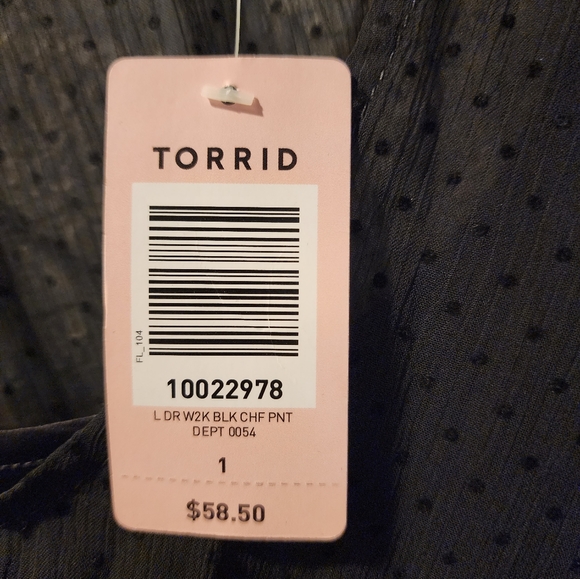 TORRID
FL_104
10022978
L DR W2K BLK CHF PNT
DEPT 0054
1
$58.50